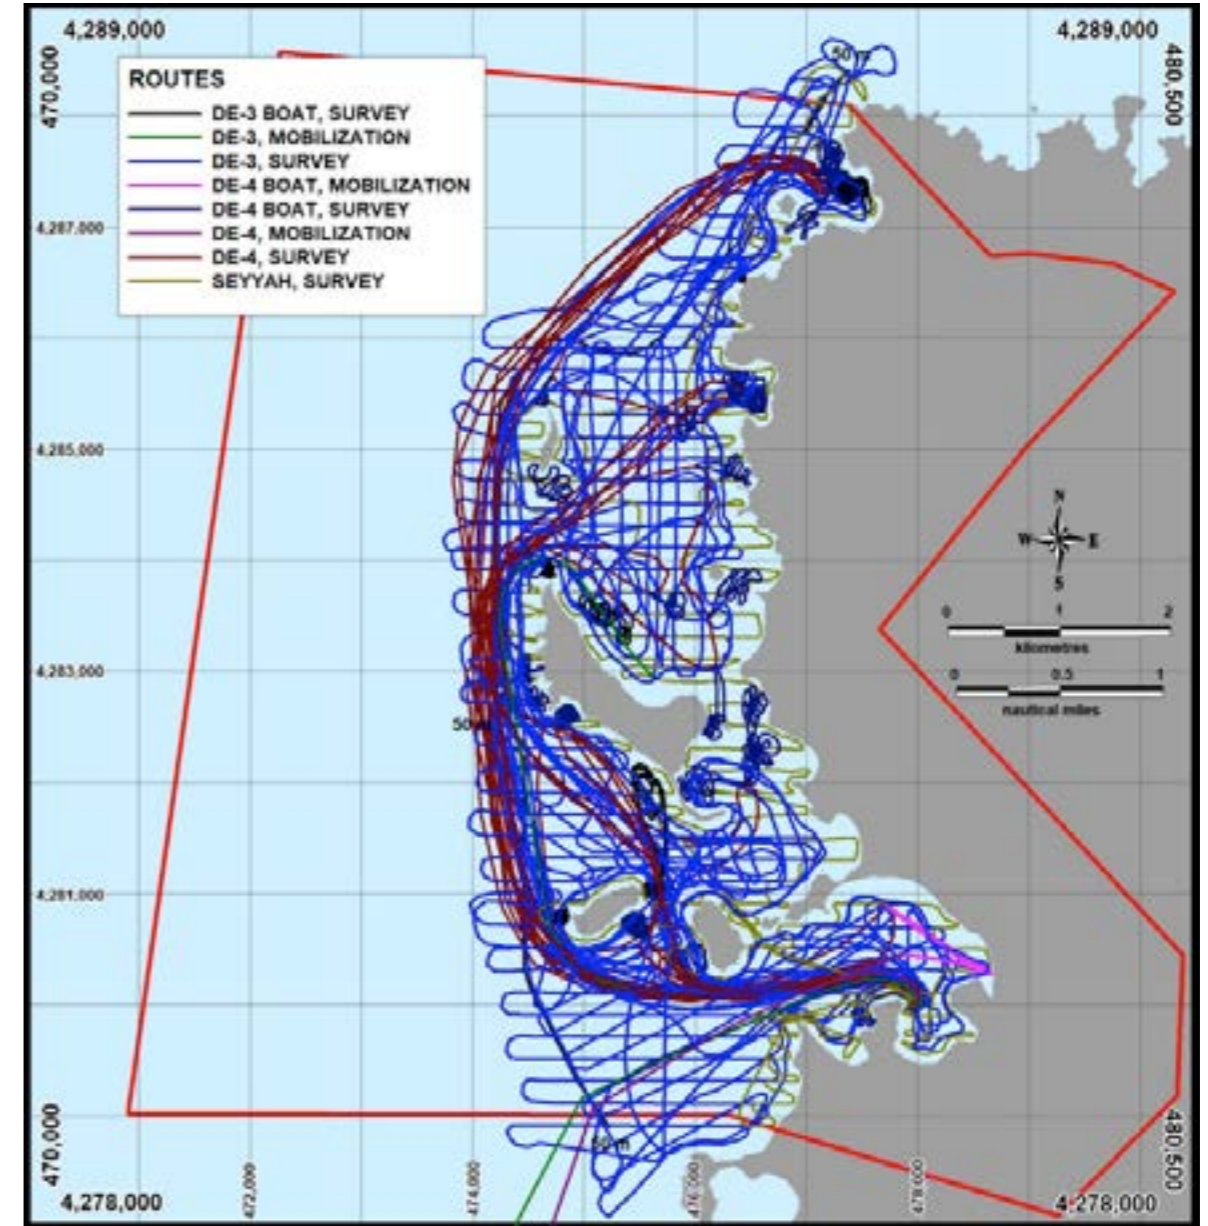 4,289,000
4,289,000
470,000
480,500
50 m
ROUTES
DE-3 BOAT, SURVEY
DE-3, MOBILIZATION
DE-3, SURVEY
DE-4 BOAT, MOBILIZATION
DE-4 BOAT, SURVEY
DE-4, MOBILIZATION
DE-4, SURVEY
SEYYAH, SURVEY
4,287,000
4,285,000
N
W E
S
0 1 2
kilometres
4,283,000
0 0.5 1
nautical miles
50
4,281,000
50 m
470,000
472,000
474,000
476,000
478,000
480,500
4,278,000
4,278,000